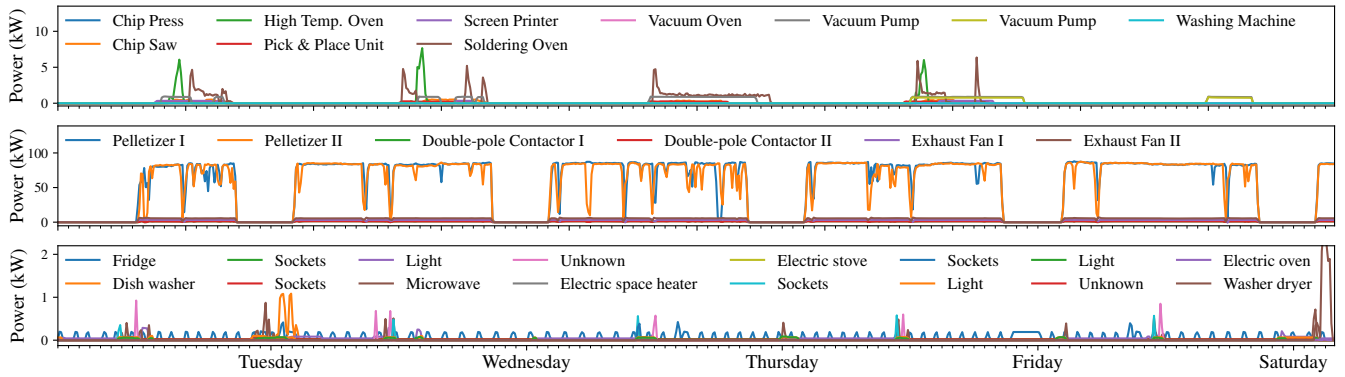 Power (kW)
10
5
0
Chip Press High Temp. Oven Screen Printer Vacuum Oven Vacuum Pump Vacuum Pump Washing Machine
Chip Saw Pick & Place Unit Soldering Oven
Power (kW)
100
50
0
Pelletizer I Pelletizer II Double-pole Contactor I Double-pole Contactor II Exhaust Fan I Exhaust Fan II
Power (kW)
2
1
0
Fridge Sockets Light Unknown Electric stove Sockets Light Electric oven
Dish washer Sockets Microwave Electric space heater Sockets Light Unknown Washer dryer
Tuesday Wednesday Thursday Friday Saturday